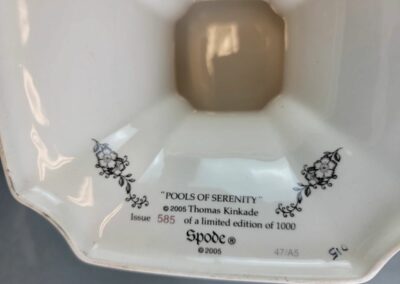 "POOLS OF SERENITY"
© 2005 Thomas Kinkade
Issue 585 of a limited edition of 1000
Spode®
© 2005
47/A5